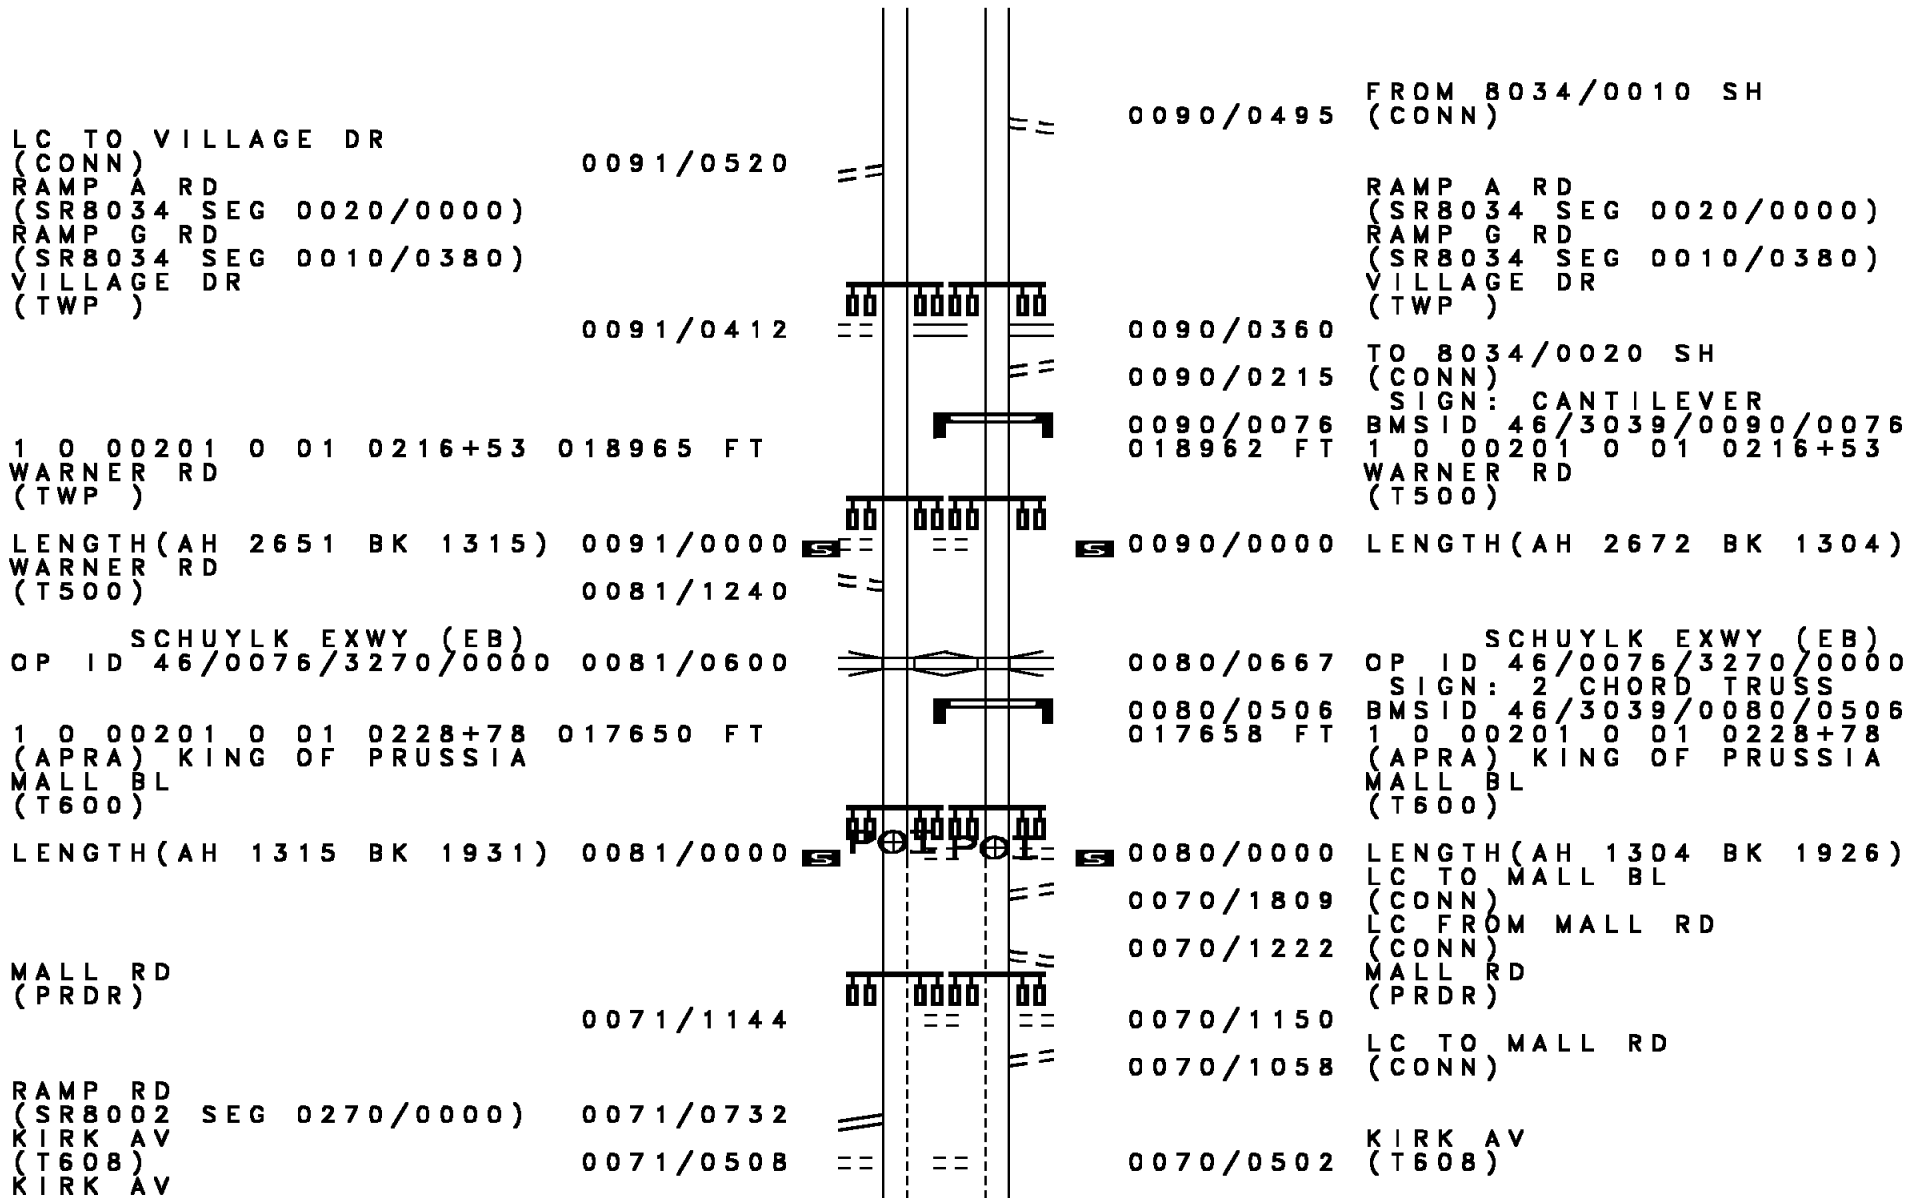 FROM 8034/0010 SH
0090/0495 (CONN)
LC TO VILLAGE DR
(CONN) 0091/0520
RAMP A RD RAMP A RD
(SR8034 SEG 0020/0000) (SR8034 SEG 0020/0000)
RAMP G RD RAMP G RD
(SR8034 SEG 0010/0380) (SR8034 SEG 0010/0380)
VILLAGE DR VILLAGE DR
(TWP ) (TWP )
0091/0412 0090/0360
TO 8034/0020 SH
0090/0215 (CONN)
SIGN: CANTILEVER
0090/0076 BMSID 46/3039/0090/0076
1 0 00201 0 01 0216+53 018965 FT 018962 FT 1 0 00201 0 01 0216+53
WARNER RD WARNER RD
(TWP ) (T500)
LENGTH(AH 2651 BK 1315) 0091/0000 S S 0090/0000 LENGTH(AH 2672 BK 1304)
WARNER RD
(T500) 0081/1240
SCHUYLK EXWY (EB) SCHUYLK EXWY (EB)
OP ID 46/0076/3270/0000 0081/0600 0080/0667 OP ID 46/0076/3270/0000
SIGN: 2 CHORD TRUSS
0080/0506 BMSID 46/3039/0080/0506
1 0 00201 0 01 0228+78 017650 FT 017658 FT 1 0 00201 0 01 0228+78
(APRA) KING OF PRUSSIA (APRA) KING OF PRUSSIA
MALL BL MALL BL
(T600) (T600)
POT POT
LENGTH(AH 1315 BK 1931) 0081/0000 S S 0080/0000 LENGTH(AH 1304 BK 1926)
LC TO MALL BL
0070/1809 (CONN)
LC FROM MALL RD
0070/1222 (CONN)
MALL RD MALL RD
(PRDR) (PRDR)
0071/1144 0070/1150
LC TO MALL RD
0070/1058 (CONN)
RAMP RD
(SR8002 SEG 0270/0000) 0071/0732
KIRK AV KIRK AV
(T608) 0071/0508 0070/0502 (T608)
KIRK AV